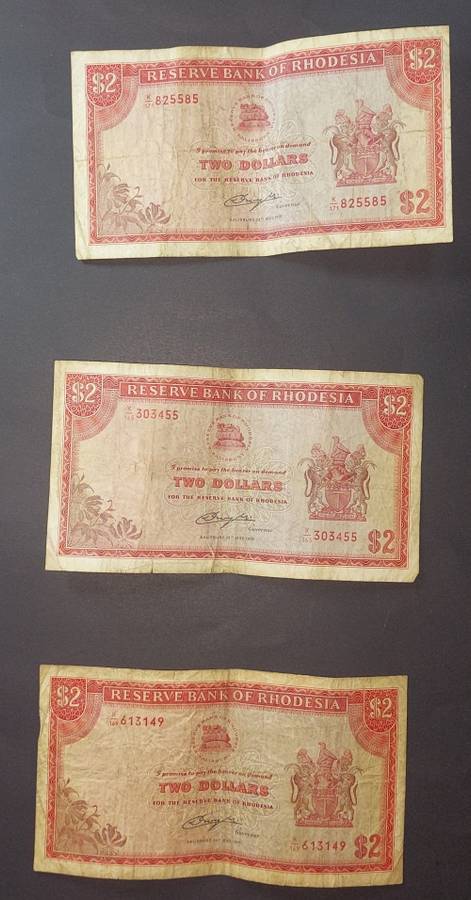 $2 RESERVE BANK OF RHODESIA $2
K/171 825585
I promise to pay the bearer on demand
TWO DOLLARS
FOR THE RESERVE BANK OF RHODESIA
Governor
K/171 825585
$2
$2 RESERVE BANK OF RHODESIA $2
303455
I promise to pay the bearer on demand
TWO DOLLARS
FOR THE RESERVE BANK OF RHODESIA
Governor
303455
$2
$2 RESERVE BANK OF RHODESIA $2
613149
I promise to pay the bearer on demand
TWO DOLLARS
FOR THE RESERVE BANK OF RHODESIA
Governor
613149
$2